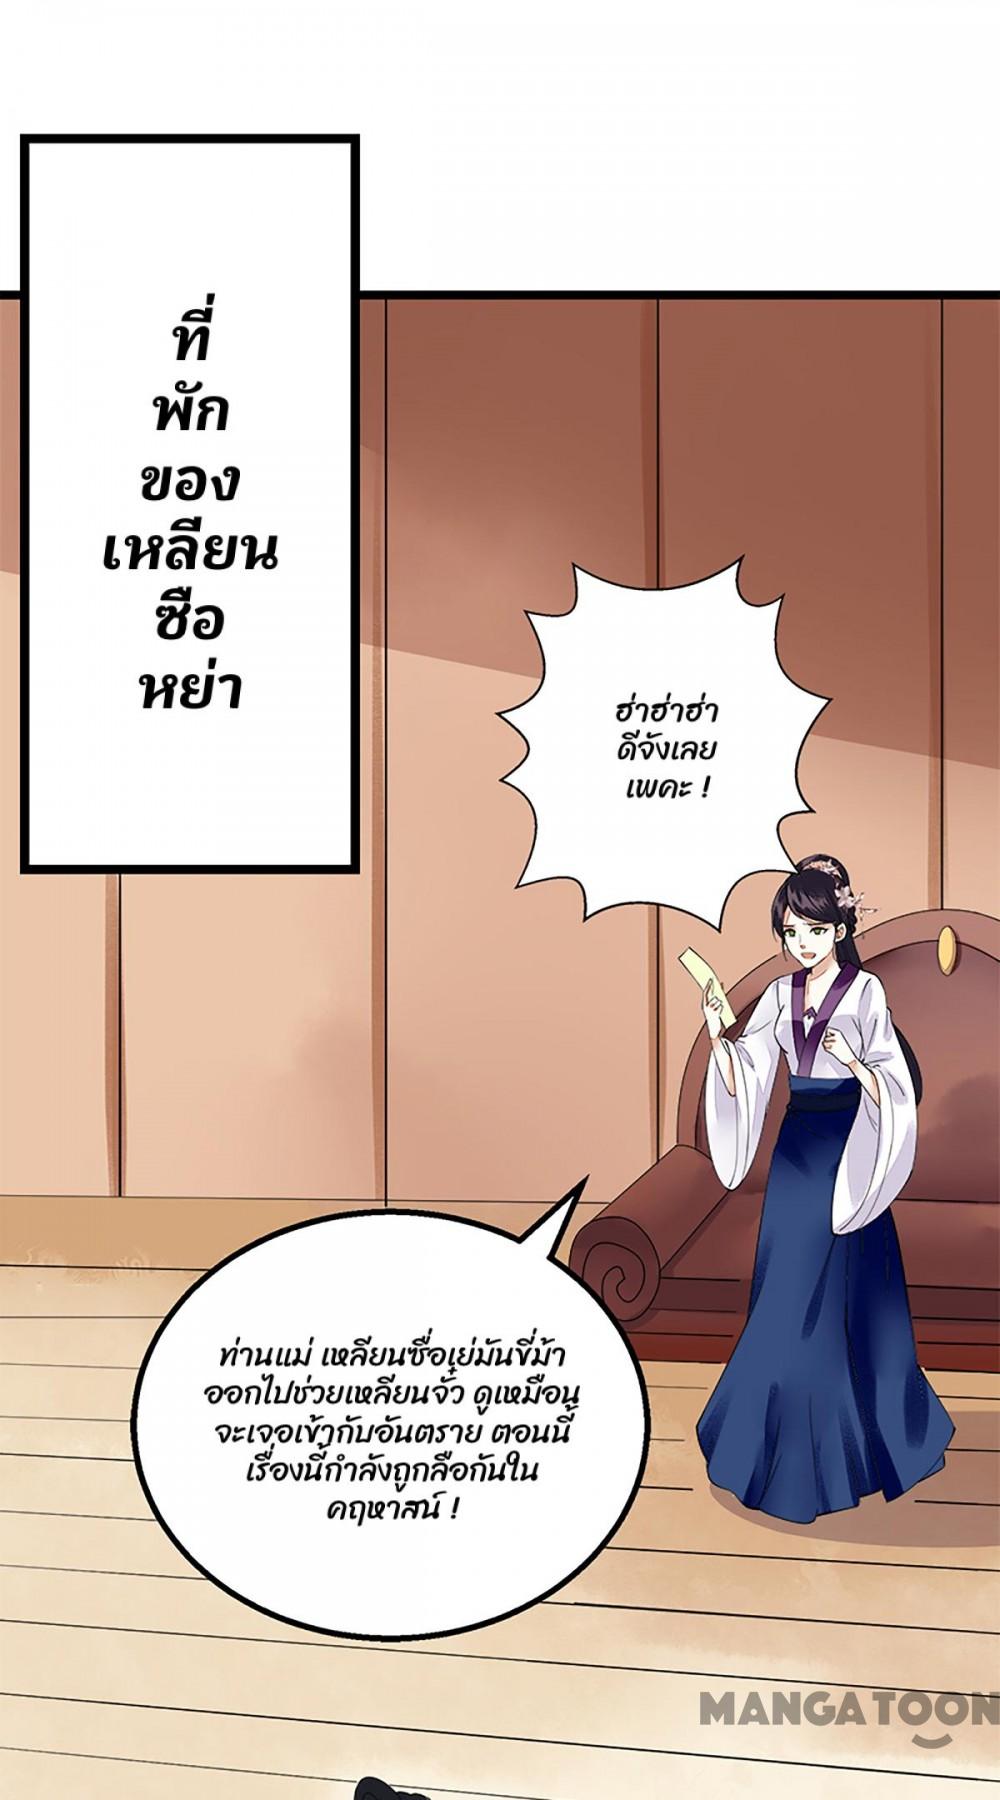 ที่
พัก
ของ
เหลียน
ซือ
หย่า
ฮ่าฮ่าฮ่า
ดีจังเลย
เพคะ !
ท่านแม่ เหลียนซื่อเย่มันขี่ม้า
ออกไปช่วยเหลียนจั๋ว ดูเหมือน
จะเจอเข้ากับอันตราย ตอนนี้
เรื่องนี้กำลังถูกลือกันใน
คฤหาสน์ !
MANGATOON